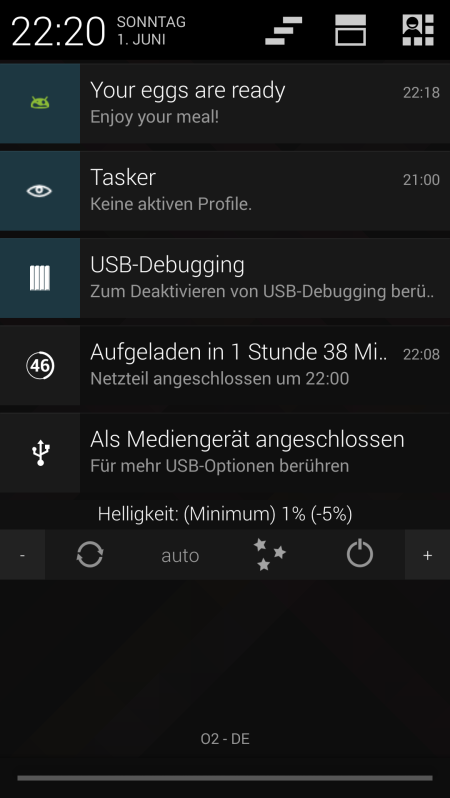 22:20 SONNTAG
1. JUNI
Your eggs are ready 22:18
Enjoy your meal!
Tasker 21:00
Keine aktiven Profile.
USB-Debugging
Zum Deaktivieren von USB-Debugging berü..
46 Aufgeladen in 1 Stunde 38 Mi.. 22:08
Netzteil angeschlossen um 22:00
Als Mediengerät angeschlossen
Für mehr USB-Optionen berühren
Helligkeit: (Minimum) 1% (-5%)
- auto +
O2 - DE